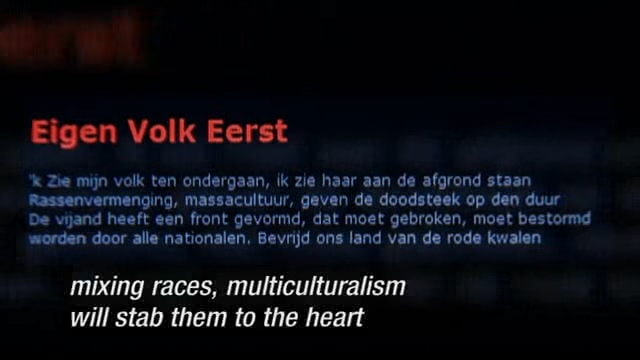 Eigen Volk Eerst
'k Zie mijn volk ten ondergaan, ik zie haar aan de afgrond staan
Rassenvermenging, massacultuur, geven de doodsteek op den duur
De vijand heeft een front gevormd, dat moet gebroken, moet bestormd
worden door alle nationalen. Bevrijd ons land van de rode kwalen
mixing races, multiculturalism
will stab them to the heart